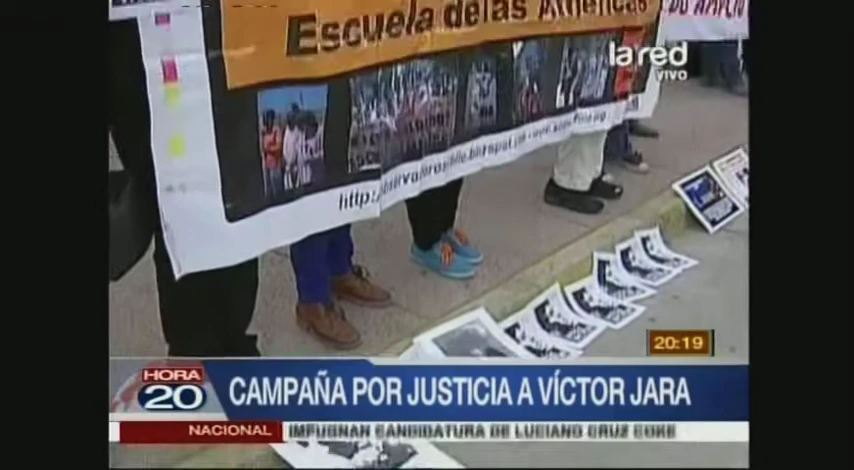 Escuela de las Américas
la red
VIVO
http:
20:19
HORA
20
CAMPAÑA POR JUSTICIA A VÍCTOR JARA
NACIONAL
IMPUGNAN CANDIDATURA DE LUCIANO CRUZ COKE